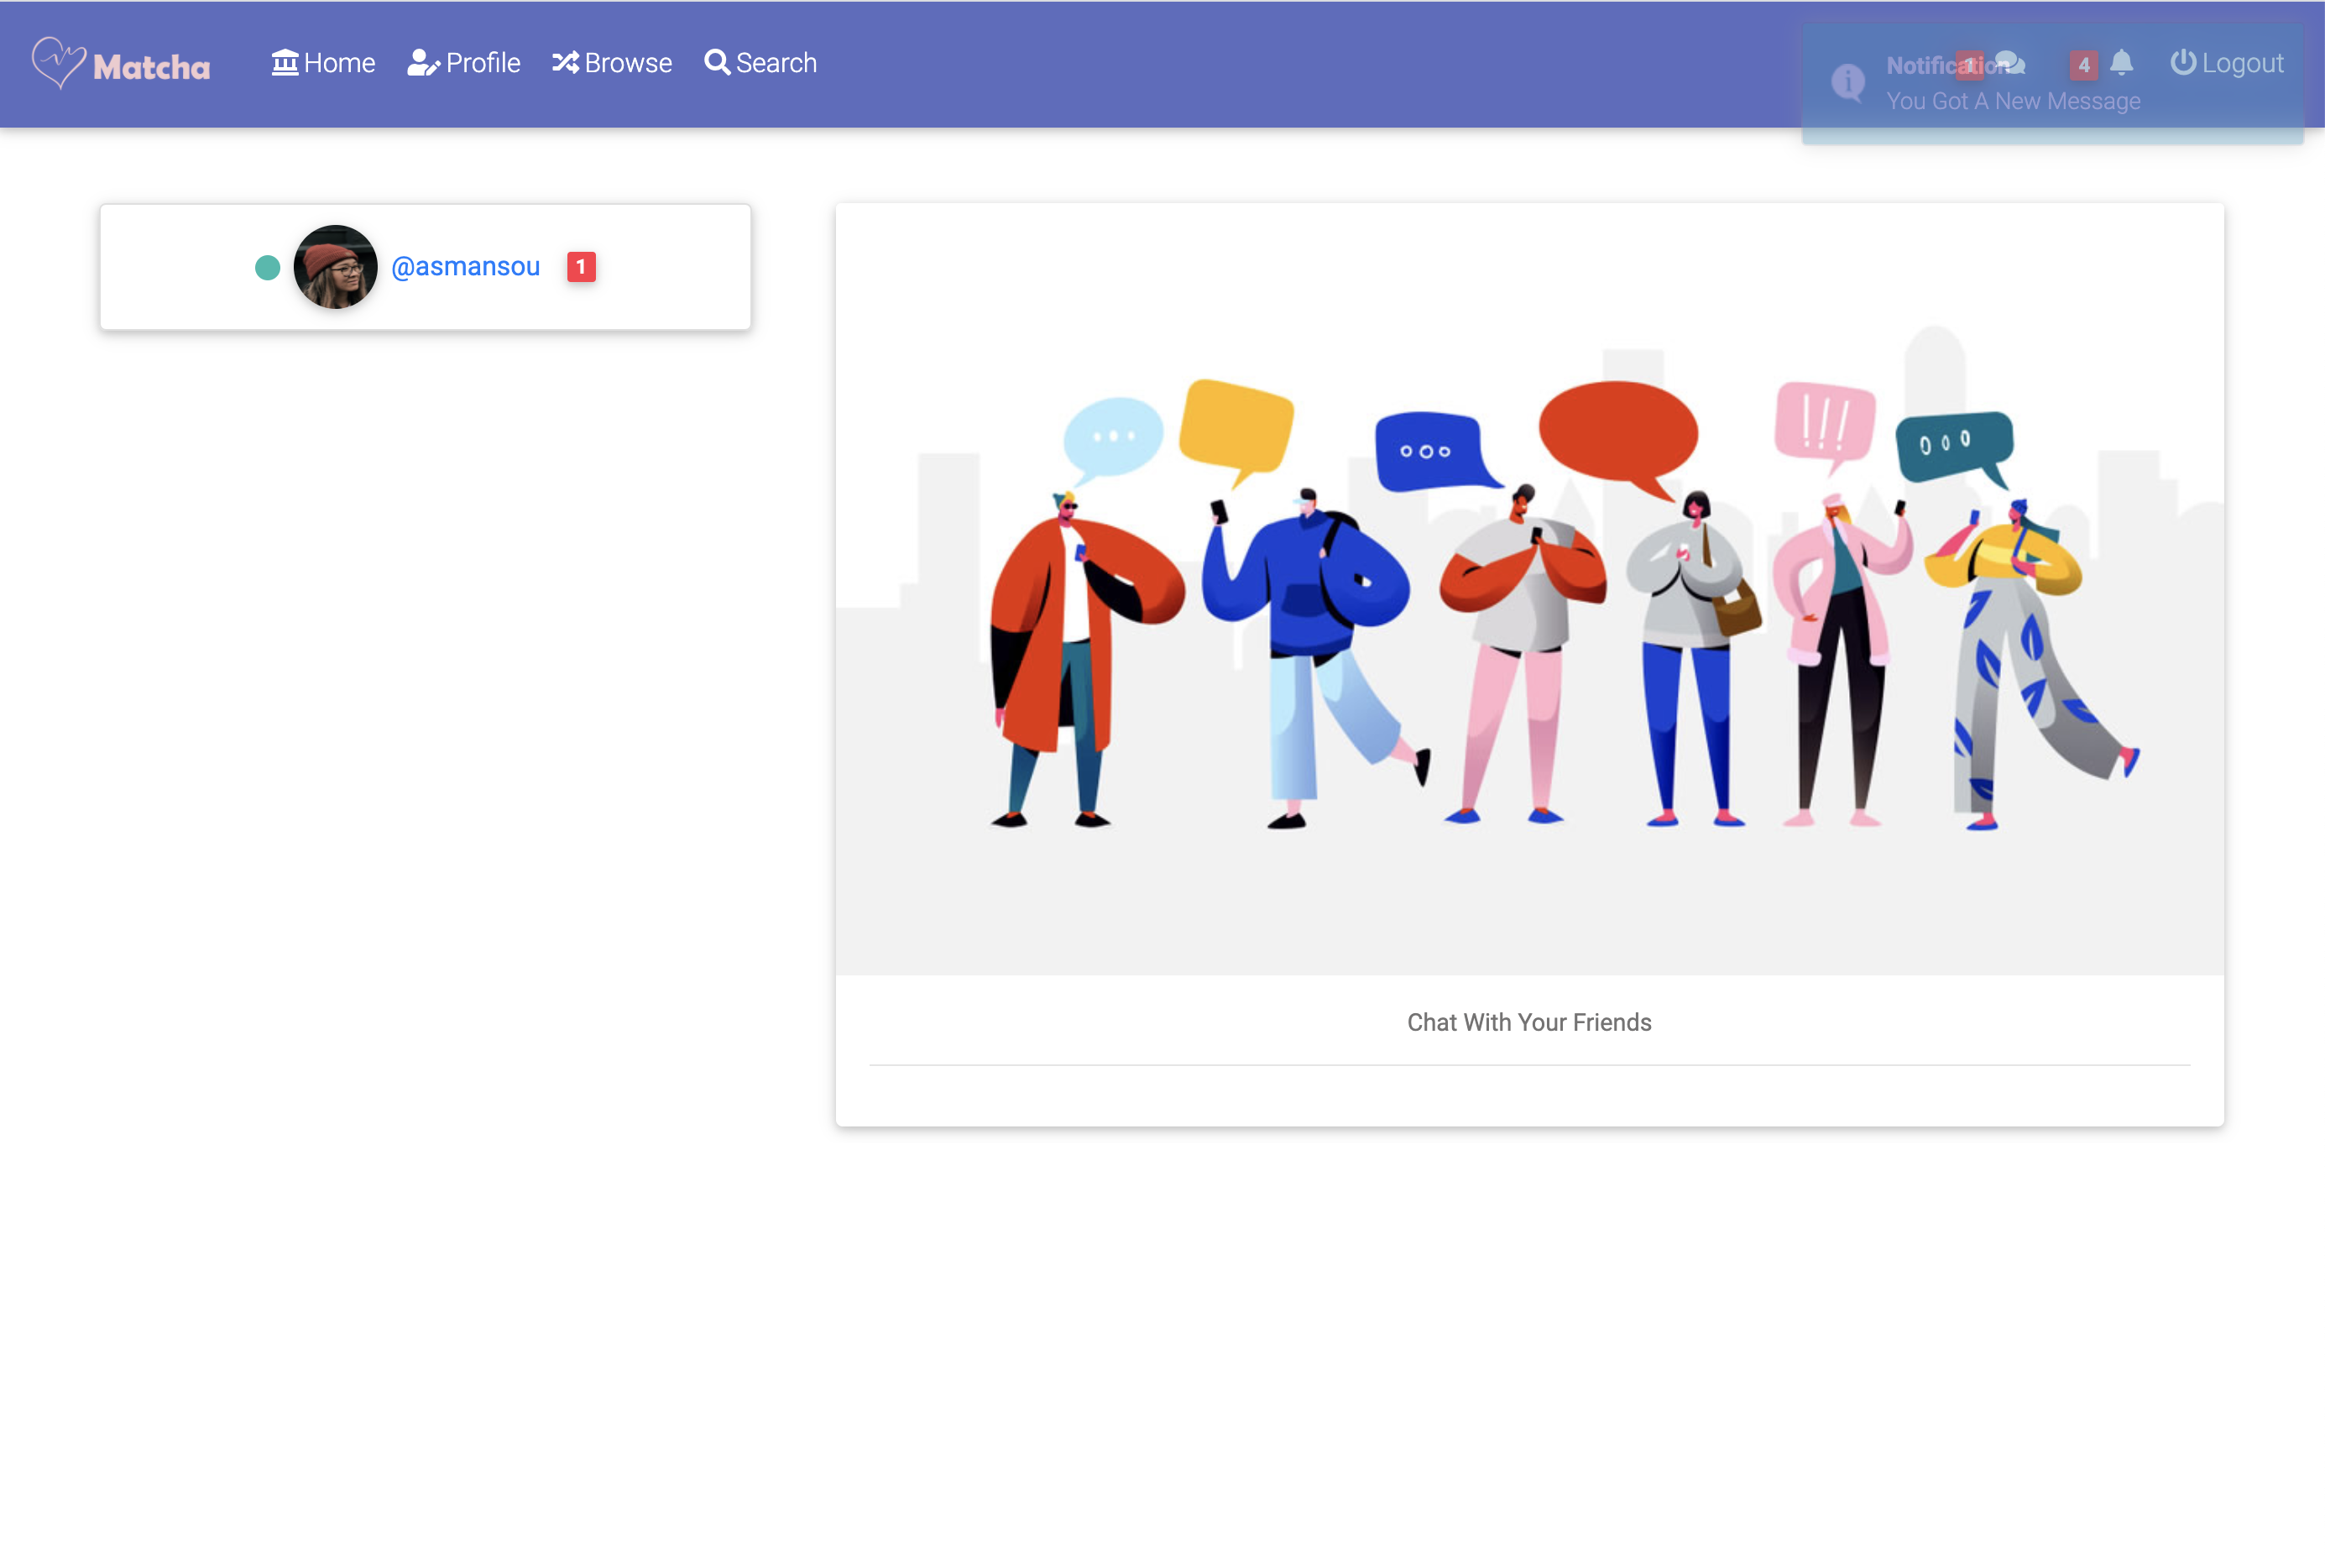 Matcha
Home
Profile
Browse
Search
Notification
1
4
Logout
You Got A New Message
@asmansou
1
Chat With Your Friends